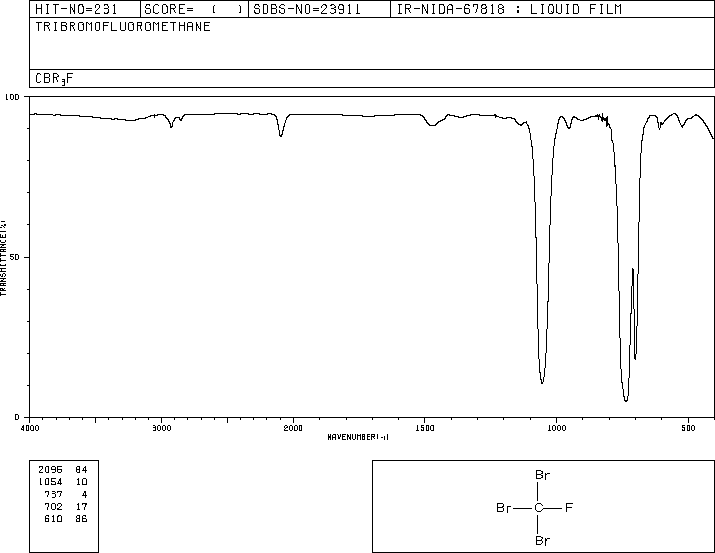 HIT-NO=231 SCORE= ( ) SDBS-NO=23911 IR-NIDA-67818 : LIQUID FILM
TRIBROMOFLUOROMETHANE
CBR3F
100
50
0
TRANSMITTANCE(%)
4000 3000 2000 1500 1000 500
WAVENUMBER(-1)
2096 84
1054 10
737 4
702 17
610 86
Br
Br C F
Br